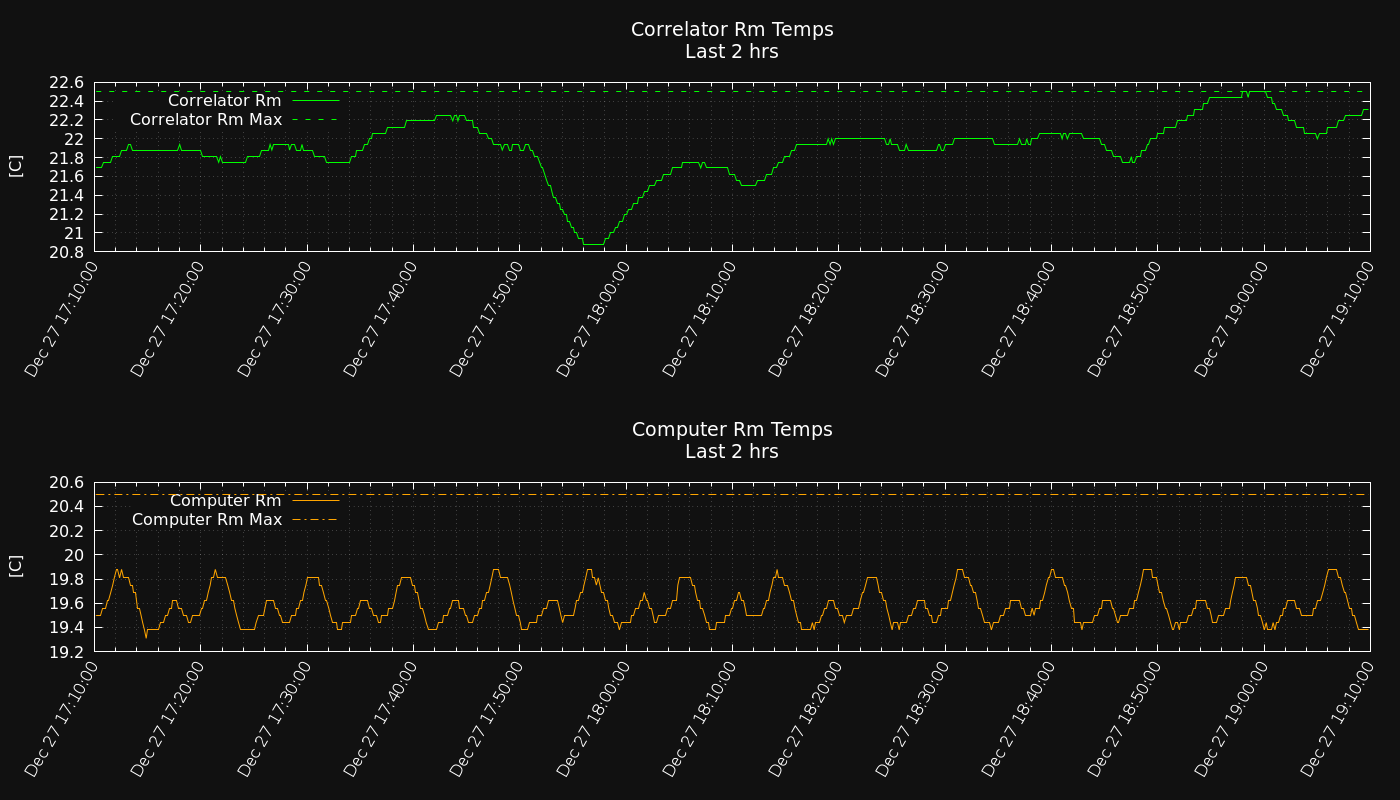 Correlator Rm Temps
Last 2 hrs
22.6
22.4
22.2
22
21.8
21.6
21.4
21.2
21
20.8
[C]
Correlator Rm
Correlator Rm Max
Dec 27 17:10:00
Dec 27 17:20:00
Dec 27 17:30:00
Dec 27 17:40:00
Dec 27 17:50:00
Dec 27 18:00:00
Dec 27 18:10:00
Dec 27 18:20:00
Dec 27 18:30:00
Dec 27 18:40:00
Dec 27 18:50:00
Dec 27 19:00:00
Dec 27 19:10:00
Computer Rm Temps
Last 2 hrs
20.6
20.4
20.2
20
19.8
19.6
19.4
19.2
[C]
Computer Rm
Computer Rm Max
Dec 27 17:10:00
Dec 27 17:20:00
Dec 27 17:30:00
Dec 27 17:40:00
Dec 27 17:50:00
Dec 27 18:00:00
Dec 27 18:10:00
Dec 27 18:20:00
Dec 27 18:30:00
Dec 27 18:40:00
Dec 27 18:50:00
Dec 27 19:00:00
Dec 27 19:10:00